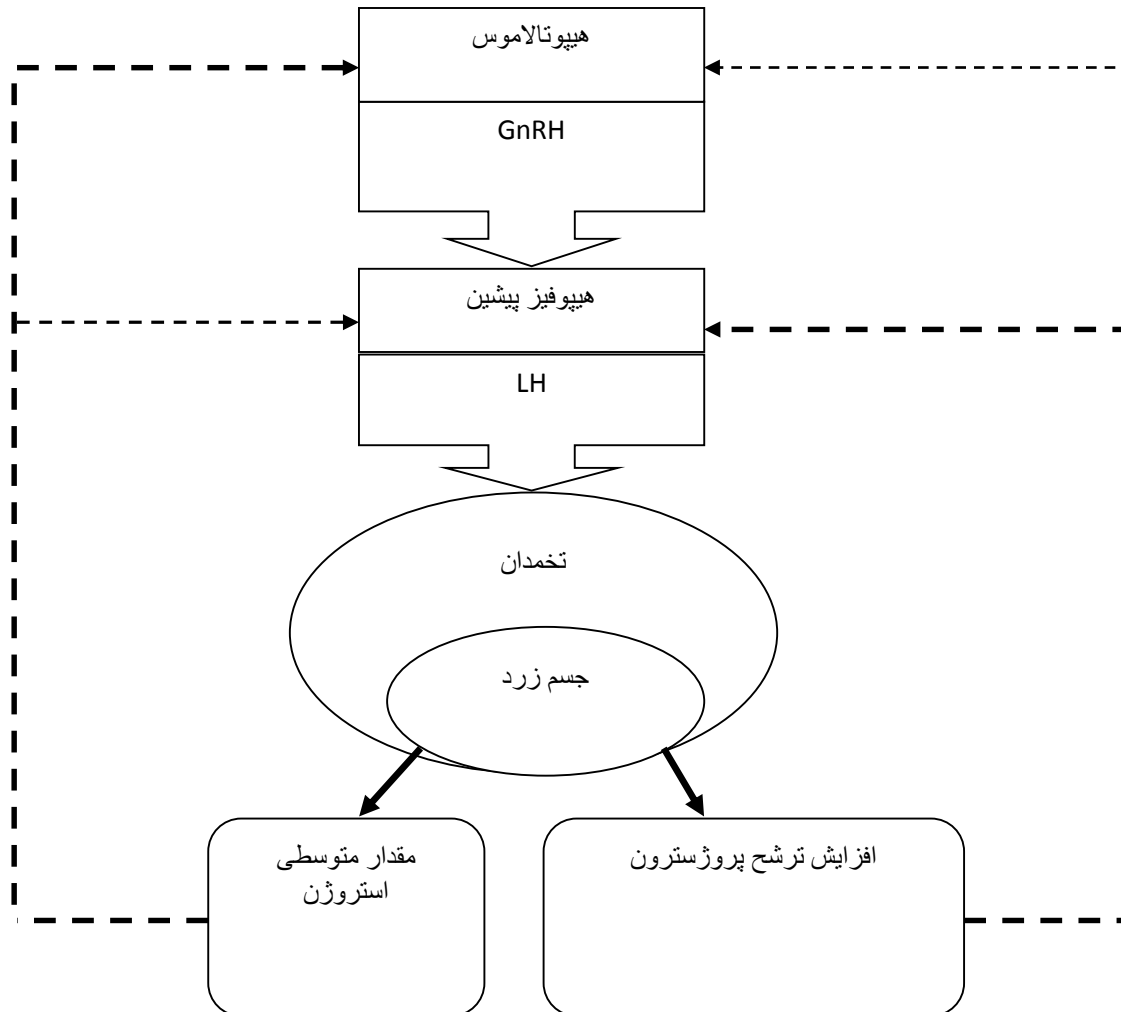 هیپوتالاموس
GnRH
هیپوفیز پیشین
LH
تخمدان
جسم زرد
مقدار متوسطی
استروژن
افزایش ترشح پروژسترون